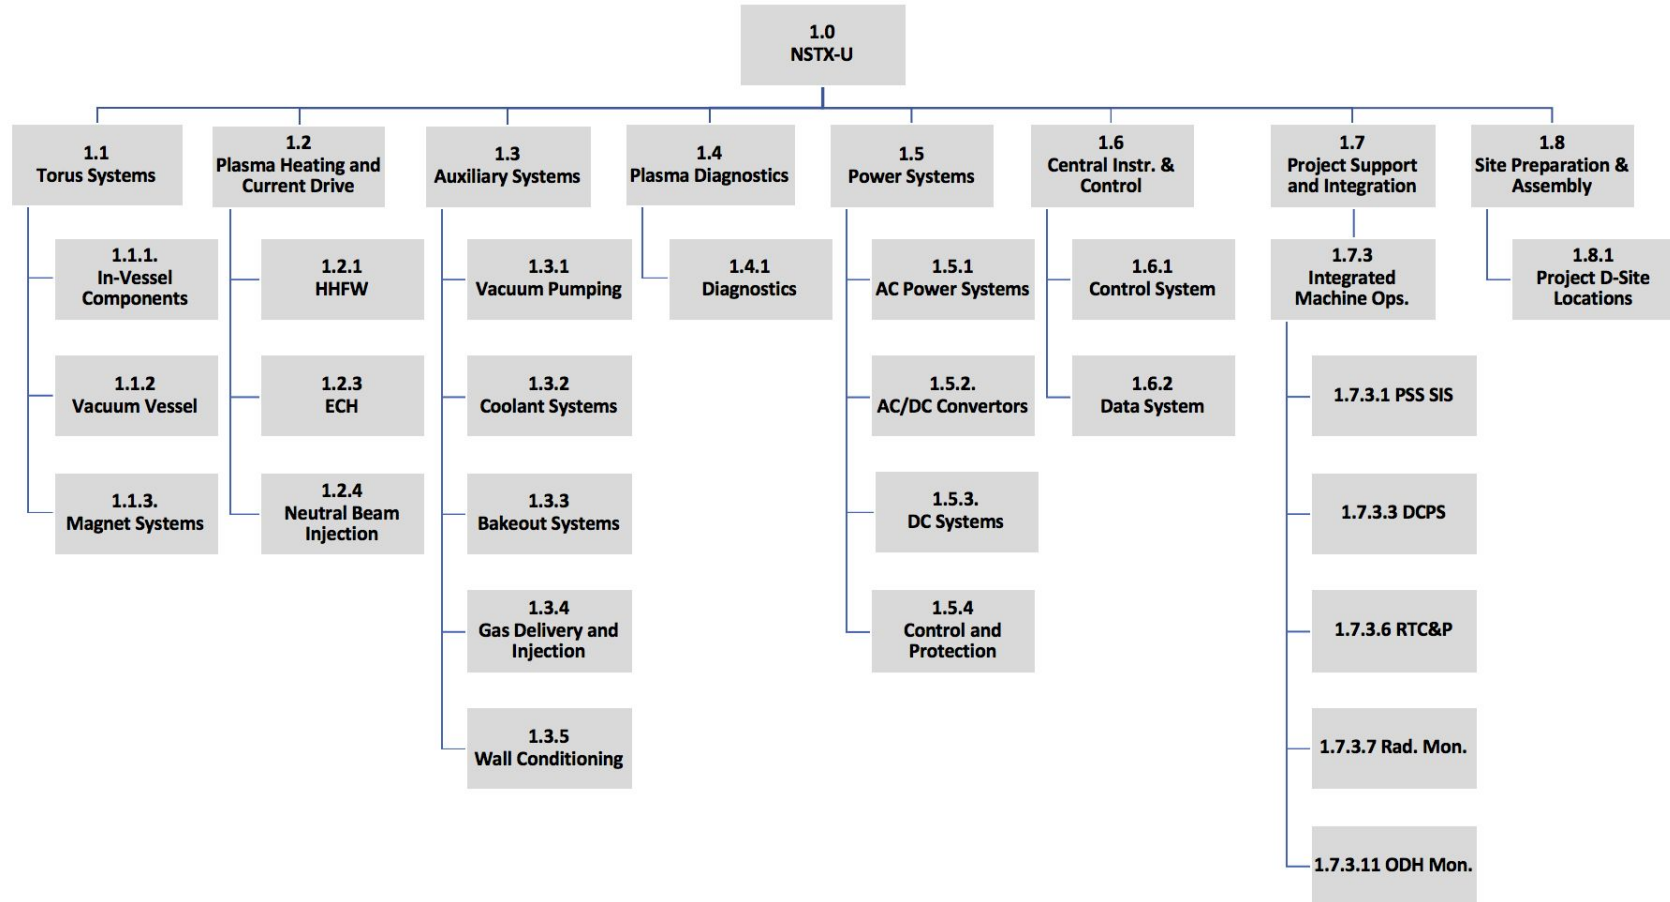 1.0
NSTX-U
1.1
Torus Systems
1.2
Plasma Heating and
Current Drive
1.3
Auxiliary Systems
1.4
Plasma Diagnostics
1.5
Power Systems
1.6
Central Instr. &
Control
1.7
Project Support
and Integration
1.8
Site Preparation &
Assembly
1.1.1.
In-Vessel
Components
1.1.2
Vacuum Vessel
1.1.3.
Magnet Systems
1.2.1
HHFW
1.2.3
ECH
1.2.4
Neutral Beam
Injection
1.3.1
Vacuum Pumping
1.3.2
Coolant Systems
1.3.3
Bakeout Systems
1.3.4
Gas Delivery and
Injection
1.3.5
Wall Conditioning
1.4.1
Diagnostics
1.5.1
AC Power Systems
1.5.2.
AC/DC Convertors
1.5.3.
DC Systems
1.5.4
Control and
Protection
1.6.1
Control System
1.6.2
Data System
1.7.3
Integrated
Machine Ops.
1.7.3.1 PSS SIS
1.7.3.3 DCPS
1.7.3.6 RTC&P
1.7.3.7 Rad. Mon.
1.7.3.11 ODH Mon.
1.8.1
Project D-Site
Locations